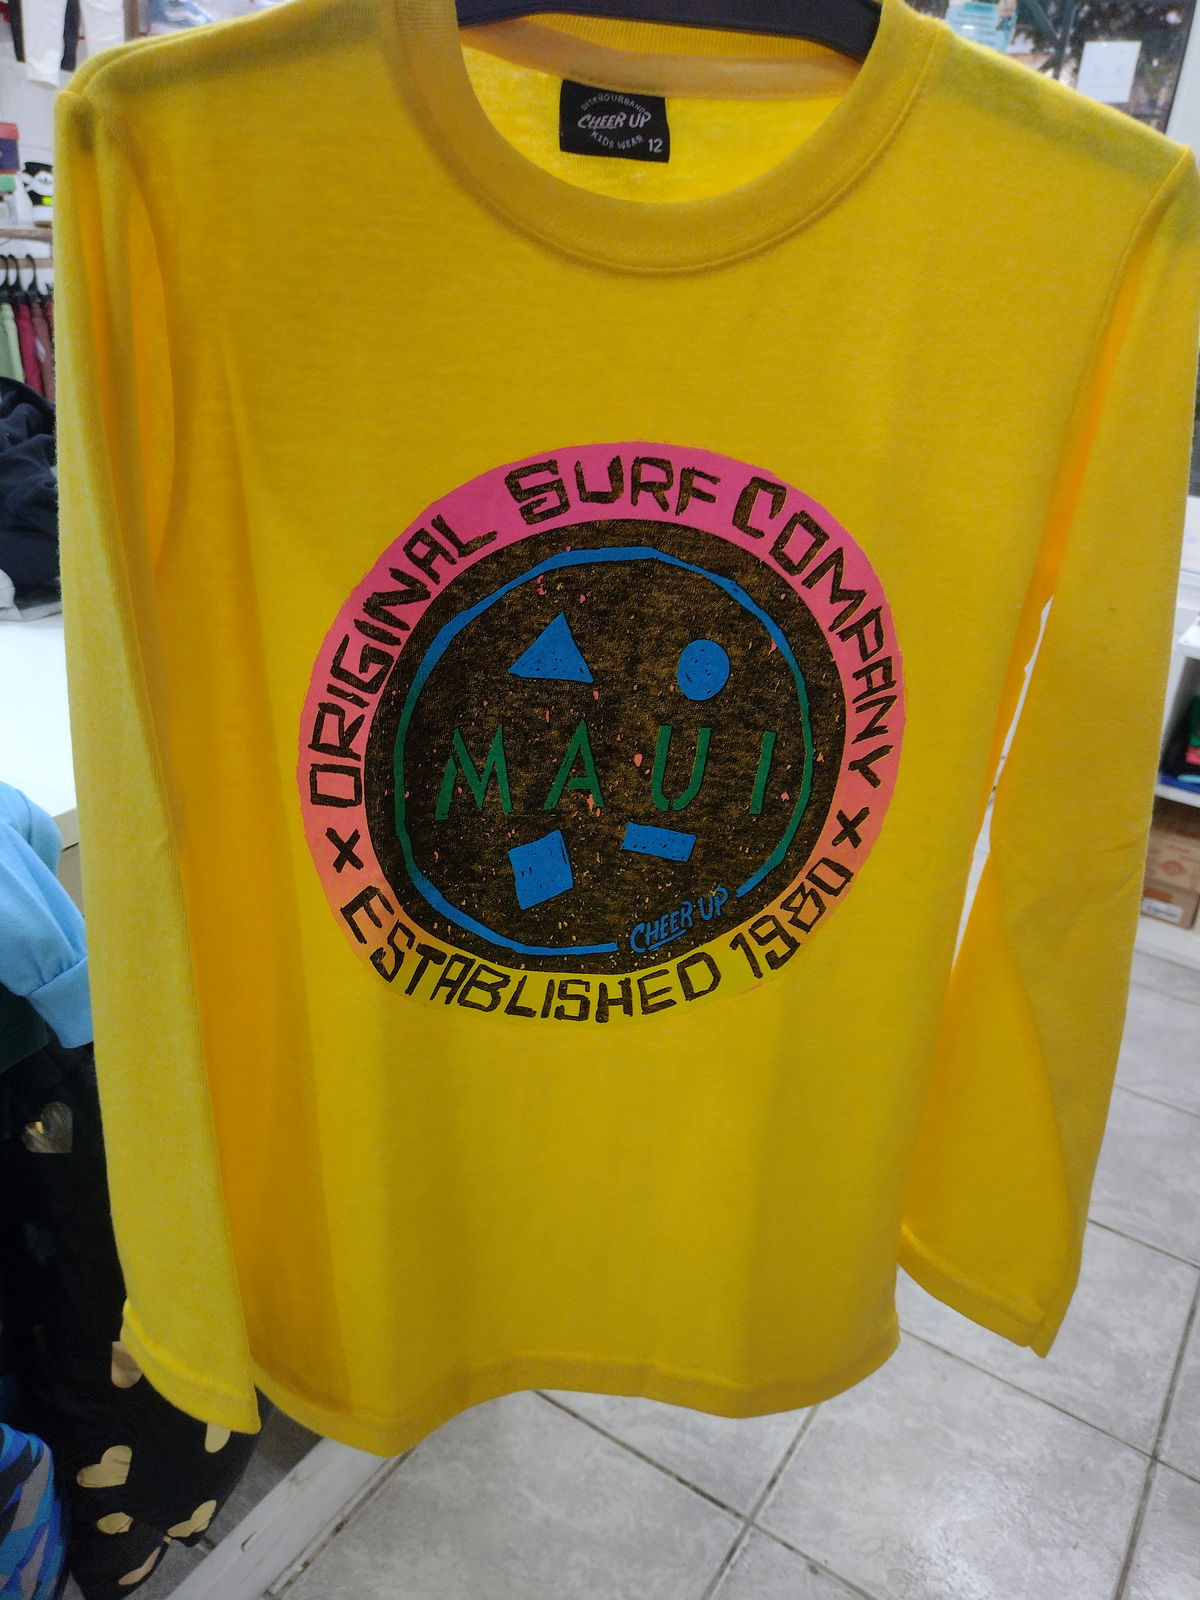 DISEÑO URBANO
CHEER UP
KIDS WEAR
12
ORIGINAL SURF COMPANY
MAUI
CHEER UP
x ESTABLISHED 1980 x